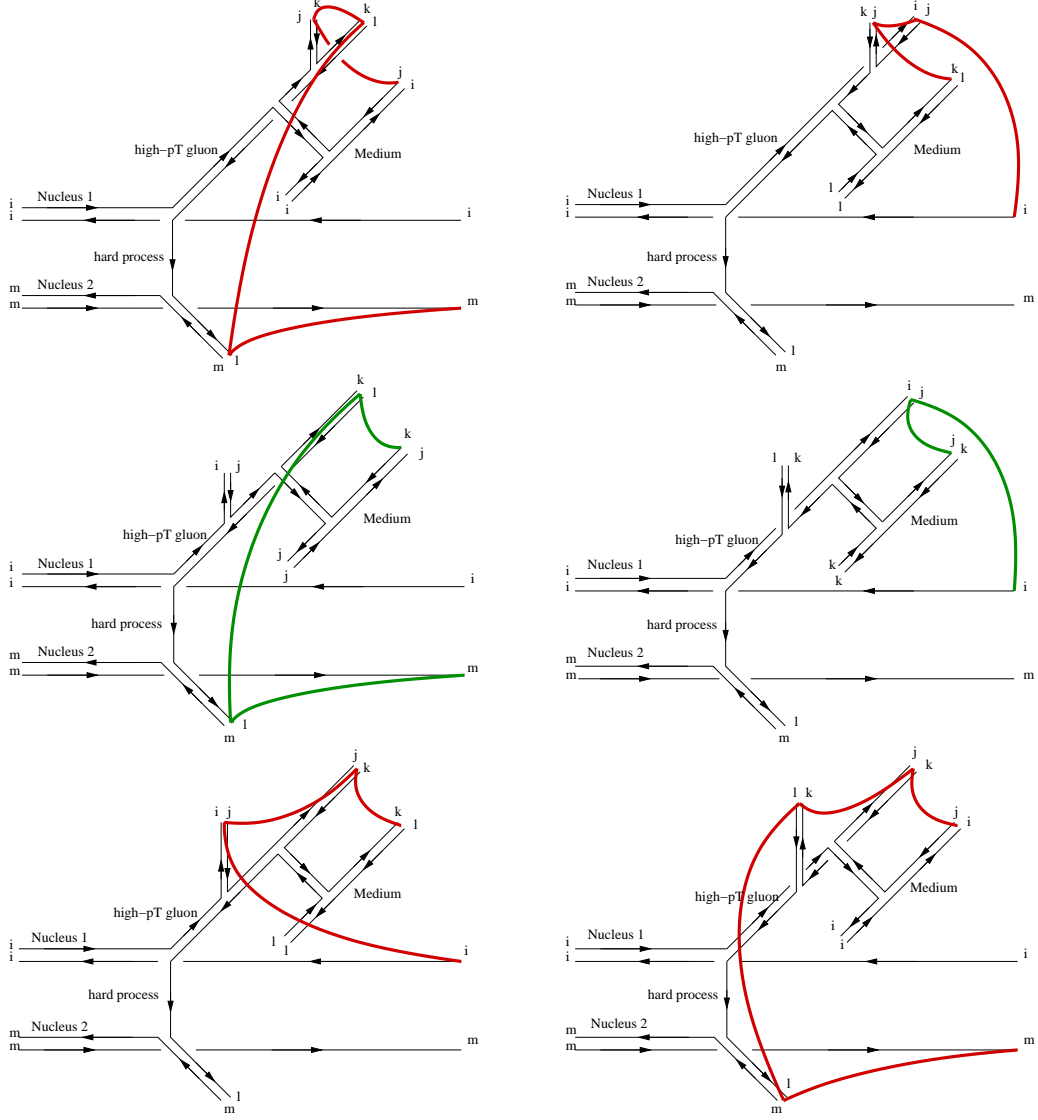 k
j
k
l
j
i
high−pT gluon
Medium
i
i
Nucleus 1
i
i
i
hard process
m
m
Nucleus 2
m
m
l
k
j
i
j
k
l
high−pT gluon
Medium
l
l
Nucleus 1
i
i
i
hard process
m
m
Nucleus 2
m
l
m
k
l
k
j
i
j
high−pT gluon
Medium
j
j
Nucleus 1
i
i
i
hard process
m
m
Nucleus 2
m
l
m
i
j
j
k
l
k
high−pT gluon
Medium
k
k
Nucleus 1
i
i
i
hard process
m
m
Nucleus 2
m
l
m
j
k
i
j
k
l
high−pT gluon
Medium
l
l
Nucleus 1
i
i
i
hard process
m
m
Nucleus 2
m
l
m
j
k
l
k
j
i
high−pT gluon
Medium
i
i
Nucleus 1
i
i
i
hard process
m
m
Nucleus 2
m
l
m